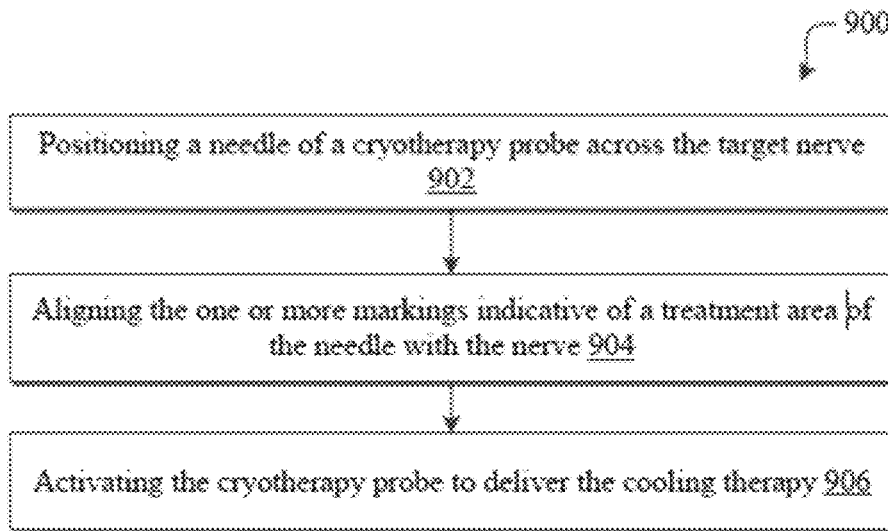 900
Positioning a needle of a cryotherapy probe across the target nerve
902
Aligning the one or more markings indicative of a treatment area of
the needle with the nerve 904
Activating the cryotherapy probe to deliver the cooling therapy 906